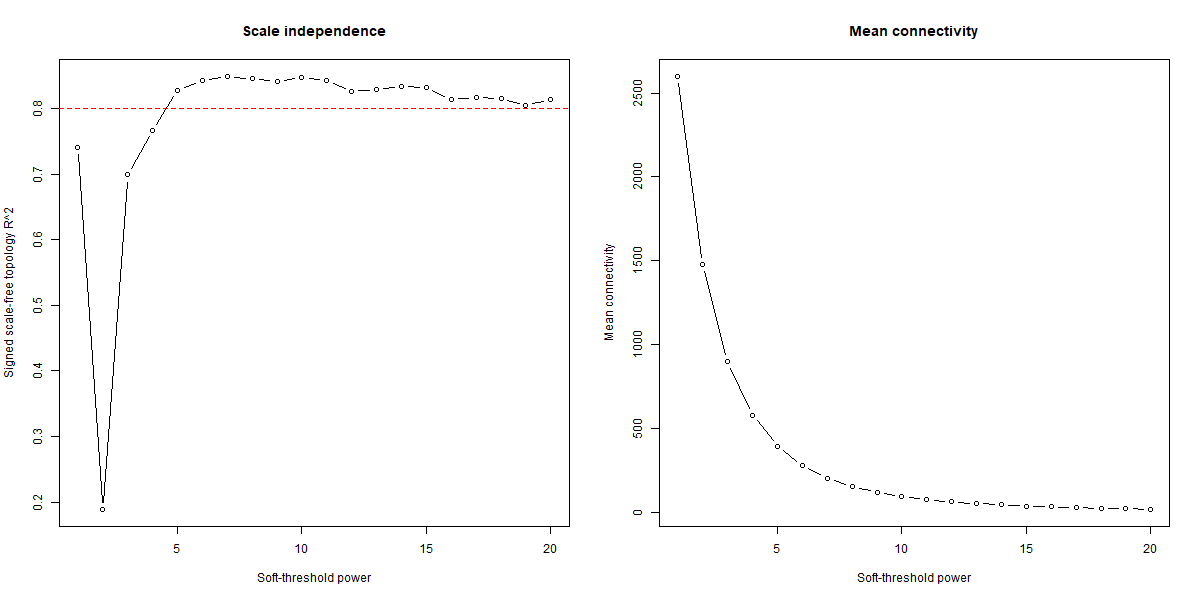 Scale independence
Signed scale-free topology R^2
0.8
0.7
0.6
0.5
0.4
0.3
0.2
5 10 15 20
Soft-threshold power
Mean connectivity
Mean connectivity
2500
2000
1500
1000
500
0
5 10 15 20
Soft-threshold power